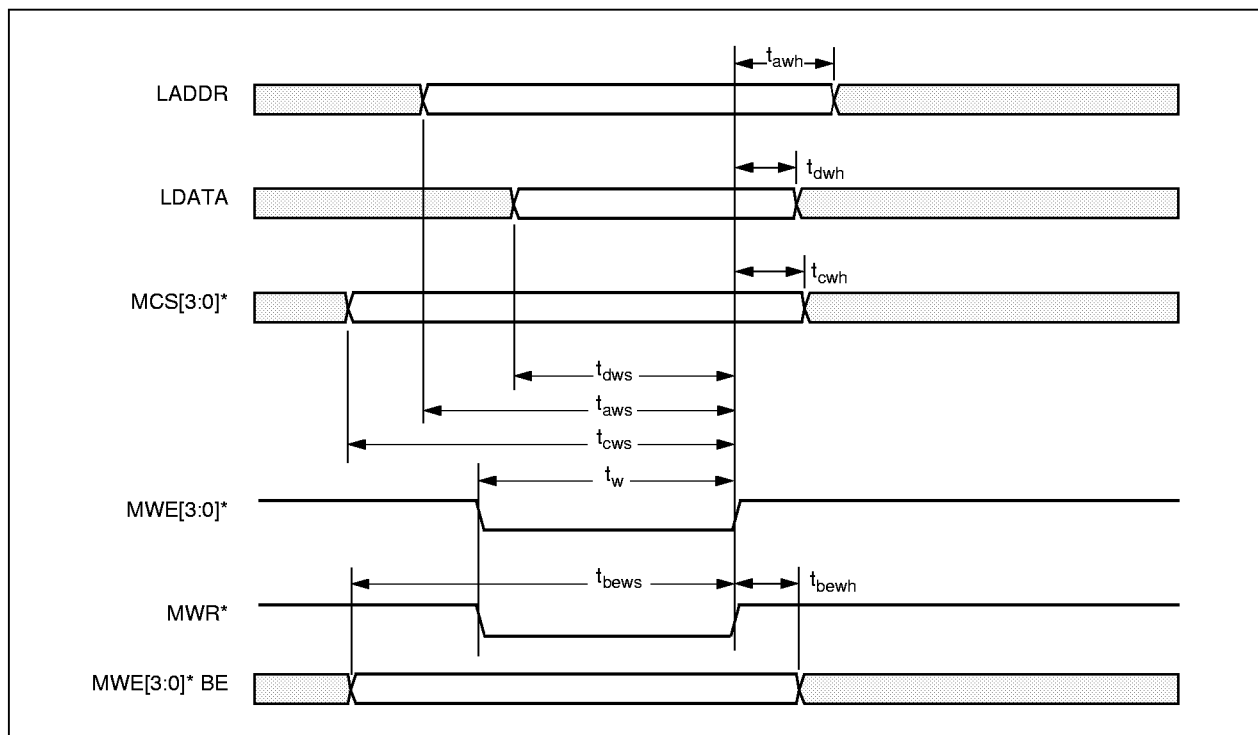 t_awh
LADDR
t_dwh
LDATA
t_cwh
MCS[3:0]*
t_dws
t_aws
t_cws
t_w
MWE[3:0]*
t_bews
t_bewh
MWR*
MWE[3:0]* BE